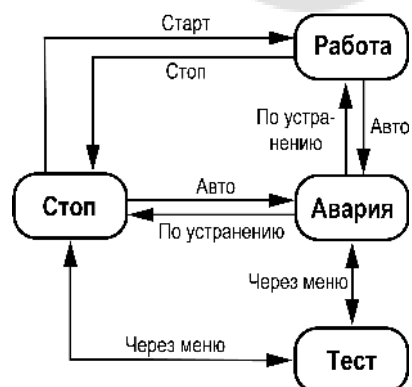 Старт
Работа
Стоп
По устра-
нению
Авто
Стоп
Авто
Авария
По устранению
Через меню
Через меню
Тест